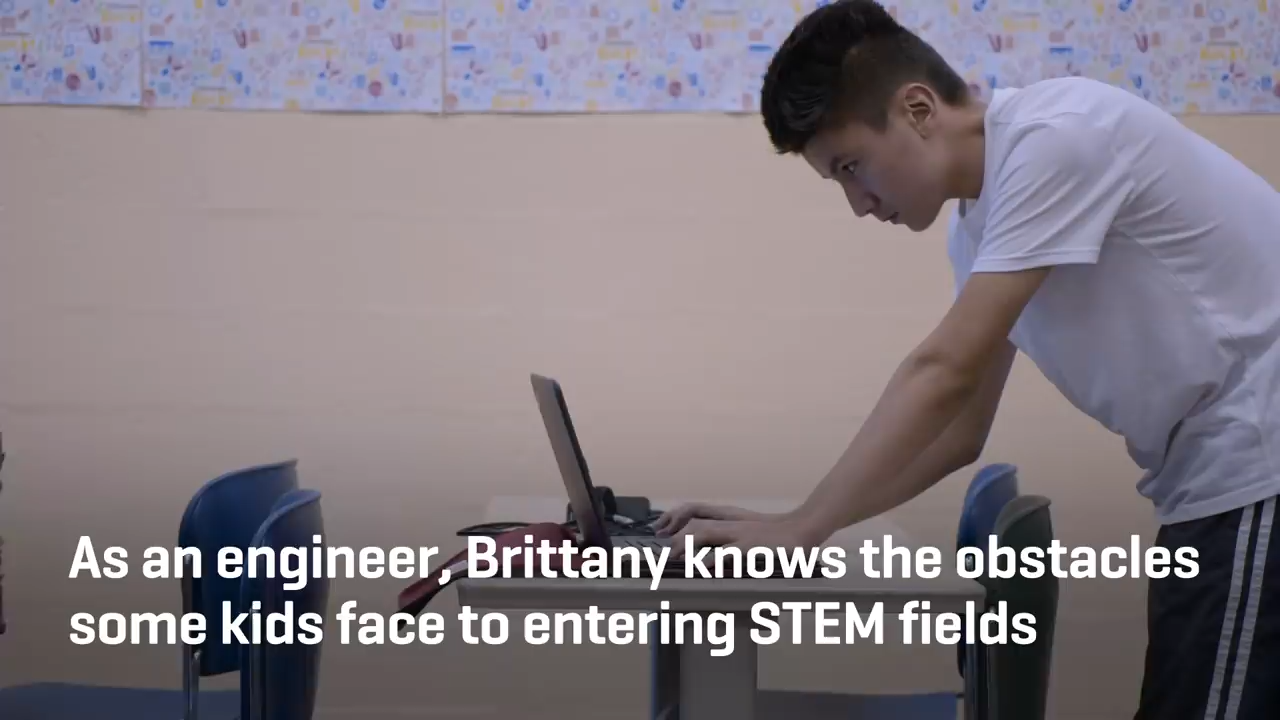 As an engineer, Brittany knows the obstacles
some kids face to entering STEM fields